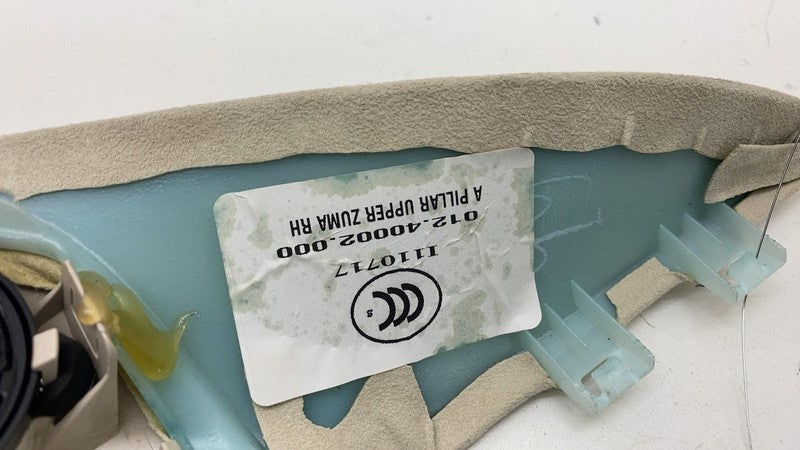 A PILLAR UPPER ZUMA RH
012.40002.000
1110717
CCC
S